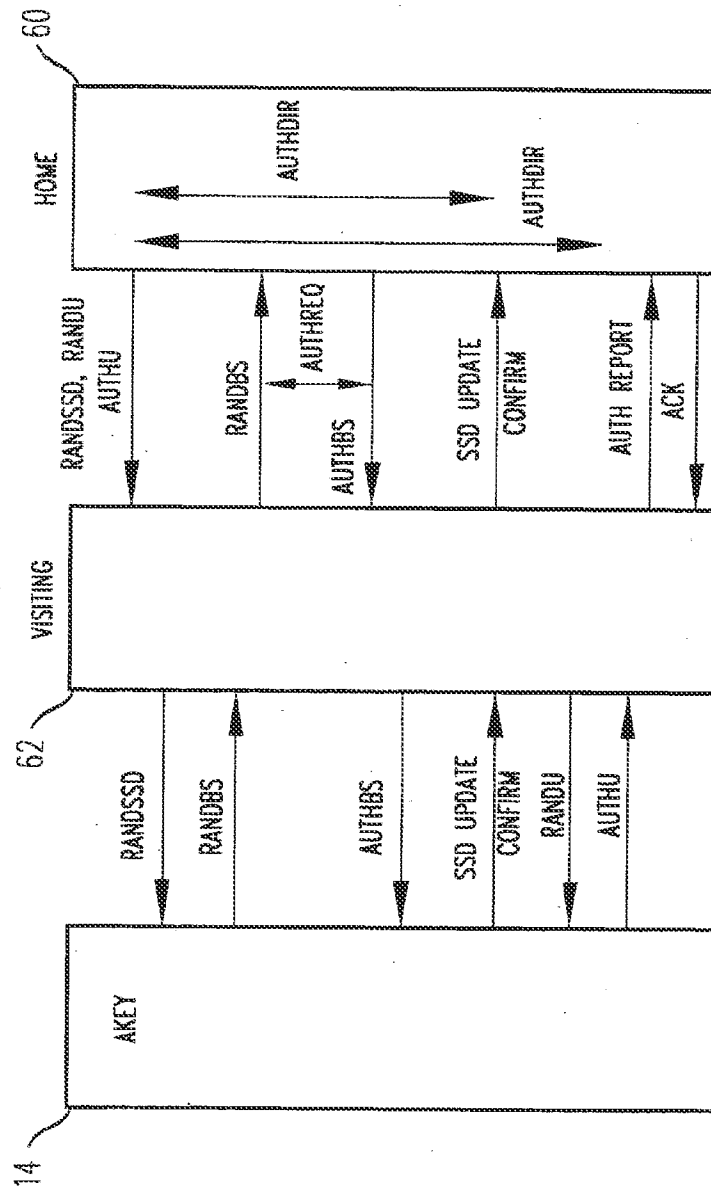 14
AKEY
RANDSSD
RANDBS
AUTHBS
SSD UPDATE
CONFIRM
RANDU
AUTHU
62
VISITING
RANDSSD, RANDU
AUTHU
RANDBS
AUTHREQ
AUTHBS
SSD UPDATE
CONFIRM
AUTH REPORT
ACK
HOME
60
AUTHDIR
AUTHDIR